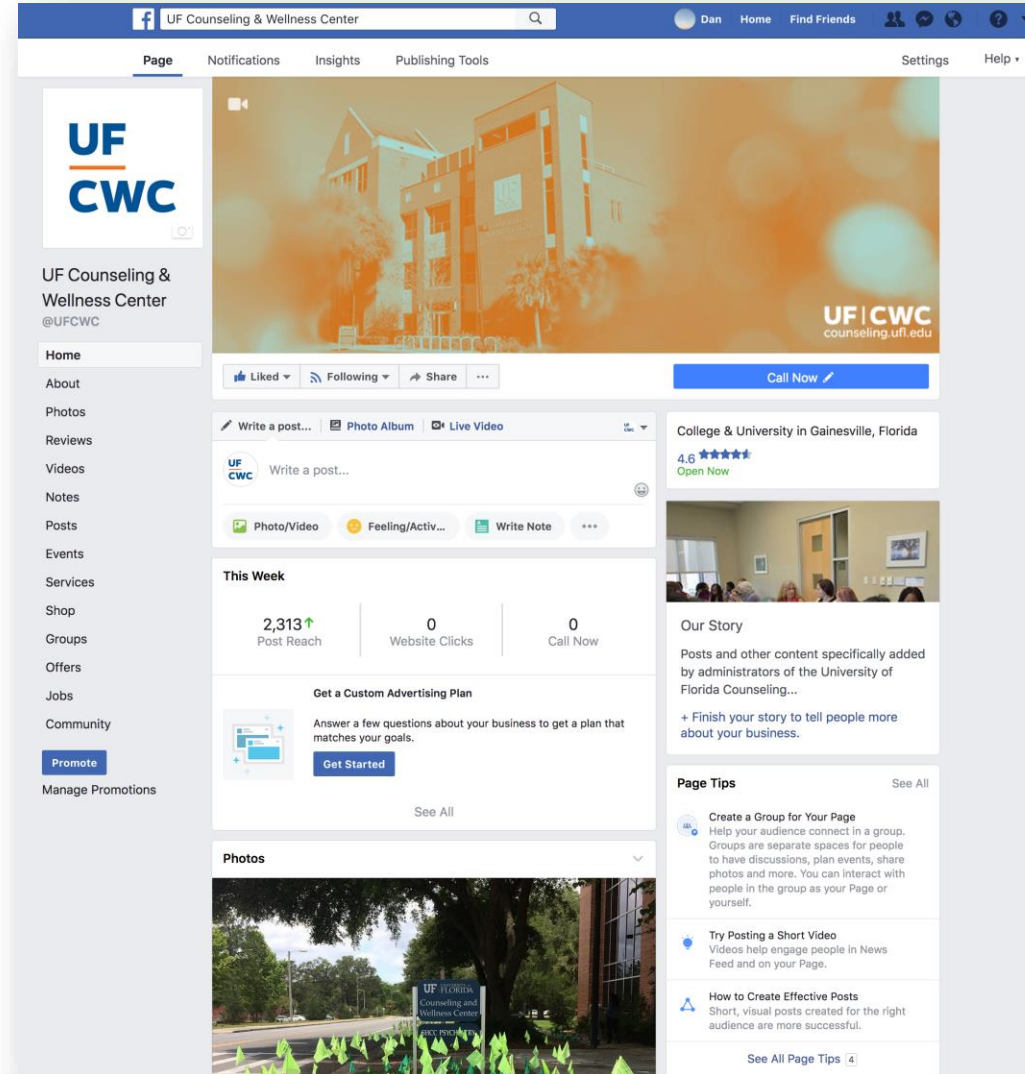 UF Counseling & Wellness Center
Dan Home Find Friends
Page Notifications Insights Publishing Tools Settings Help
UF
CWC
UF Counseling &
Wellness Center
@UFCWC
Home
About
Photos
Reviews
Videos
Notes
Posts
Events
Services
Shop
Groups
Offers
Jobs
Community
Promote
Manage Promotions
UF
UF | CWC
counseling.ufl.edu
Liked Following Share ...
Call Now
Write a post... Photo Album Live Video UF CWC
UF
CWC
Write a post...
Photo/Video Feeling/Activ... Write Note ...
This Week
2,313 0 0
Post Reach Website Clicks Call Now
Get a Custom Advertising Plan
Answer a few questions about your business to get a plan that
matches your goals.
Get Started
See All
Photos
UF UNIVERSITY of FLORIDA
Counseling and
Wellness Center
SHCC PSYCHIATRY
College & University in Gainesville, Florida
4.6
Open Now
Our Story
Posts and other content specifically added
by administrators of the University of
Florida Counseling...
+ Finish your story to tell people more
about your business.
Page Tips See All
Create a Group for Your Page
Help your audience connect in a group.
Groups are separate spaces for people
to have discussions, plan events, share
photos and more. You can interact with
people in the group as your Page or
yourself.
Try Posting a Short Video
Videos help engage people in News
Feed and on your Page.
How to Create Effective Posts
Short, visual posts created for the right
audience are more successful.
See All Page Tips 4